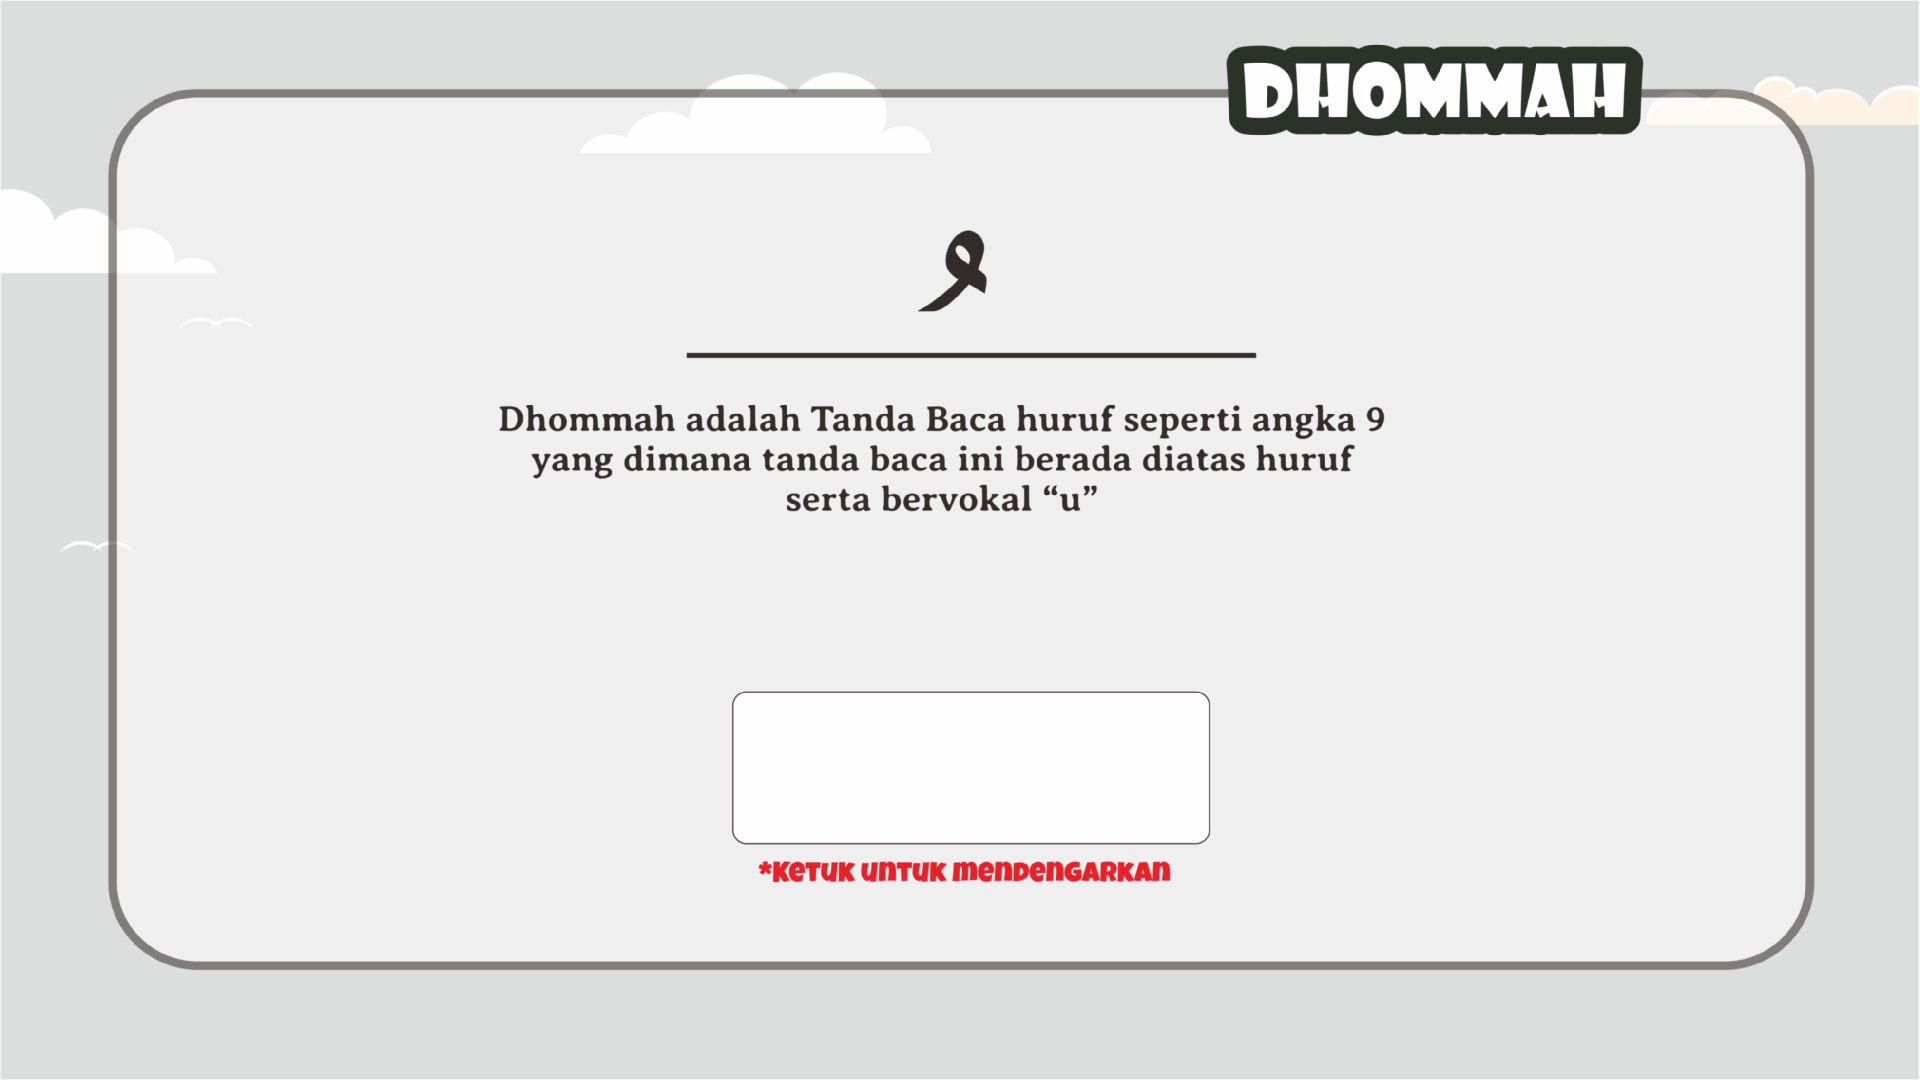 DHOMMAH
Dhommah adalah Tanda Baca huruf seperti angka 9
yang dimana tanda baca ini berada diatas huruf
serta bervokal “u”
*Ketuk untuk mendengarkan